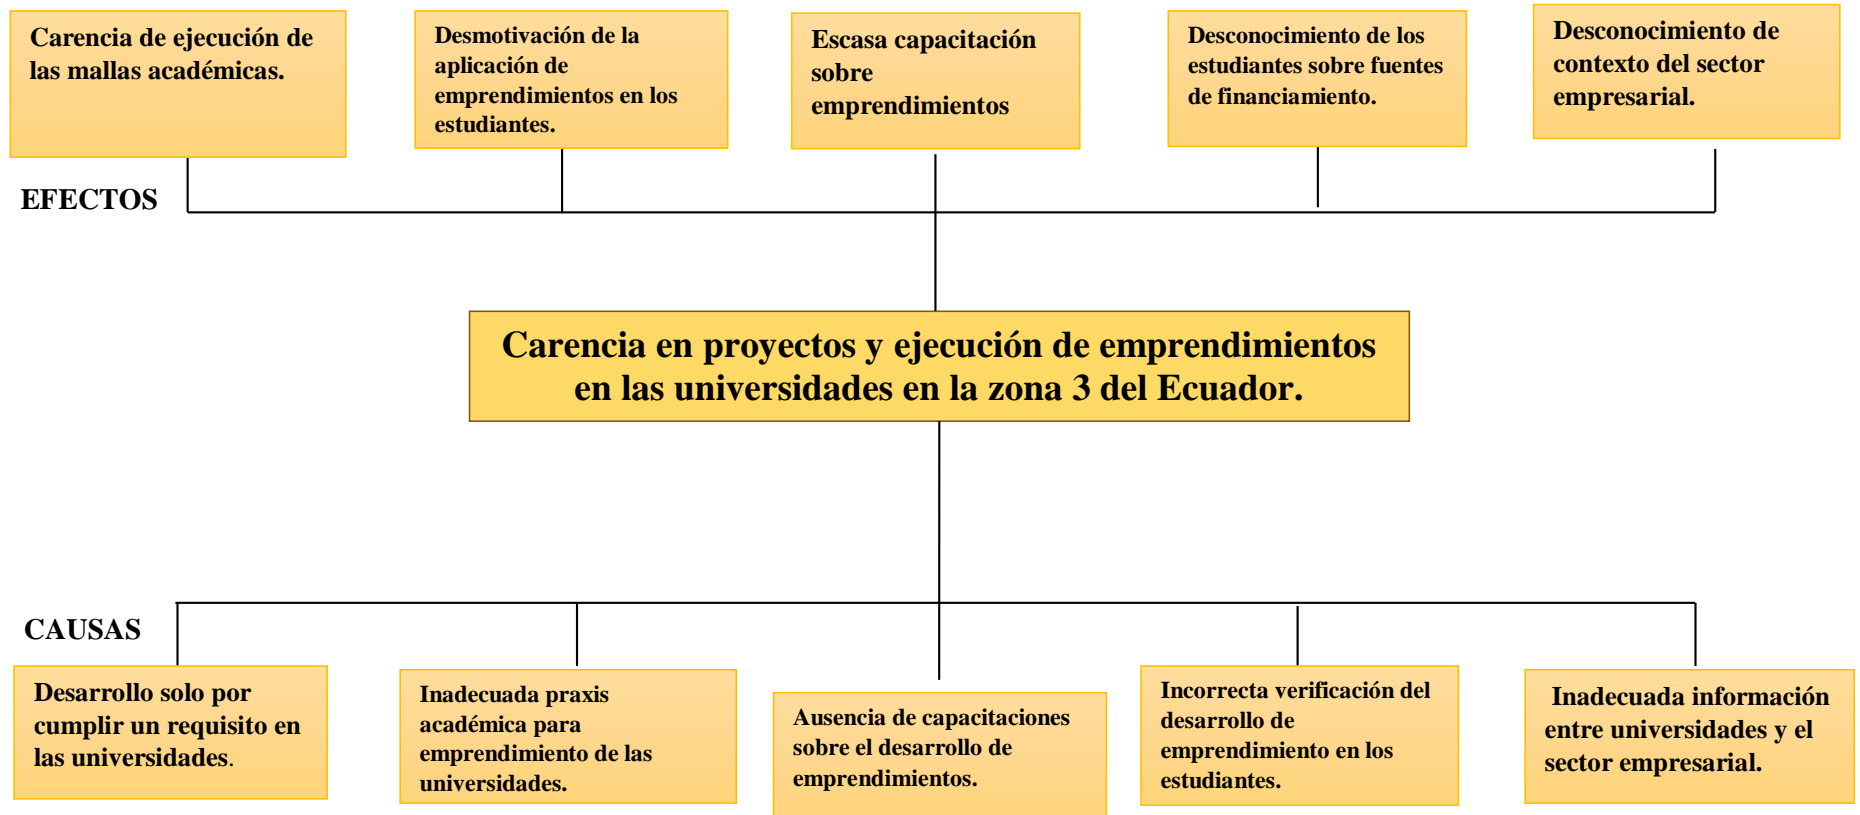 Carencia de ejecución de
las mallas académicas.
Desmotivación de la
aplicación de
emprendimientos en los
estudiantes.
Escasa capacitación
sobre
emprendimientos
Desconocimiento de los
estudiantes sobre fuentes
de financiamiento.
Desconocimiento de
contexto del sector
empresarial.
EFECTOS
Carencia en proyectos y ejecución de emprendimientos
en las universidades en la zona 3 del Ecuador.
CAUSAS
Desarrollo solo por
cumplir un requisito en
las universidades.
Inadecuada praxis
académica para
emprendimiento de las
universidades.
Ausencia de capacitaciones
sobre el desarrollo de
emprendimientos.
Incorrecta verificación del
desarrollo de
emprendimiento en los
estudiantes.
Inadecuada información
entre universidades y el
sector empresarial.